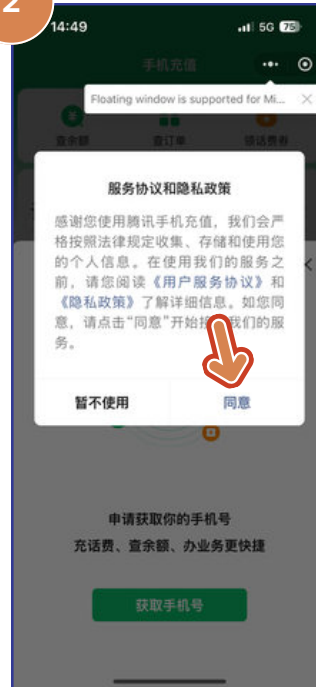 2
14:49
5G 75
手机充值
Floating window is supported for Mi...
查余额 查订单 领话费券
服务协议和隐私政策
感谢您使用腾讯手机充值，我们会严
格按照法律规定收集、存储和使用您
的个人信息。在使用我们的服务之
前，请您阅读《用户服务协议》和
《隐私政策》了解详细信息。如您同
意，请点击“同意”开始接 我们的服
务。
暂不使用 同意
申请获取你的手机号
充话费、查余额、办业务更快捷
获取手机号